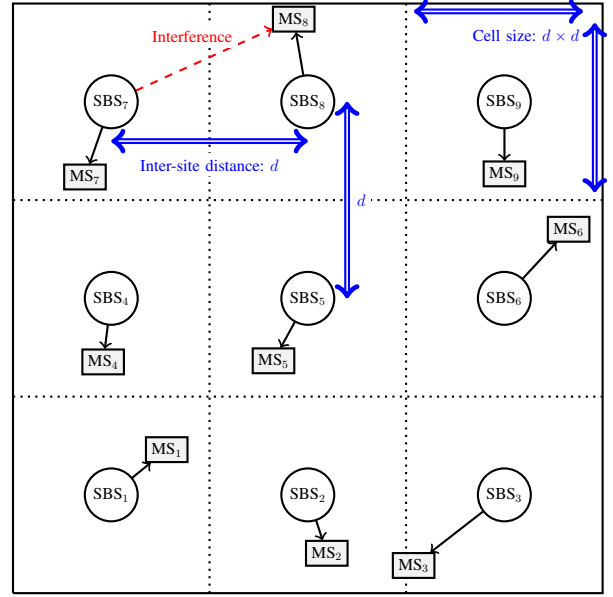 MS₈
Interference
Cell size: d × d
SBS₇
SBS₈
SBS₉
Inter-site distance: d
MS₇
MS₉
d
MS₆
SBS₄
SBS₅
SBS₆
MS₄
MS₅
MS₁
SBS₁
SBS₂
SBS₃
MS₂
MS₃